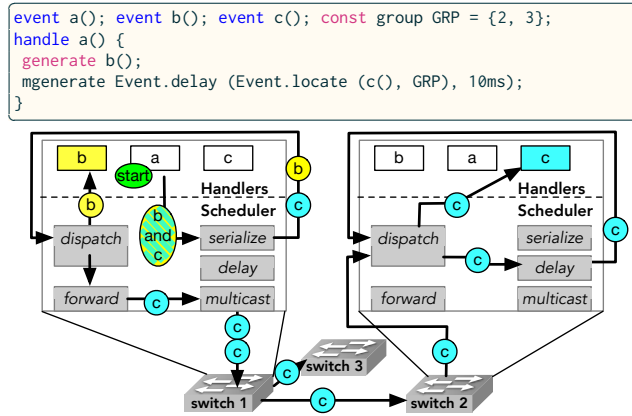 event a(); event b(); event c(); const group GRP = {2, 3};
handle a() {
generate b();
mgenerate Event.delay (Event.locate (c(), GRP), 10ms);
}
b a c
start
b
b
c
Handlers
Scheduler
b and c
dispatch
serialize
delay
forward
c
multicast
c
c
switch 1
c
switch 3
c
b a c
c
Handlers
Scheduler
c
dispatch
serialize
c
delay
forward
multicast
c
switch 2